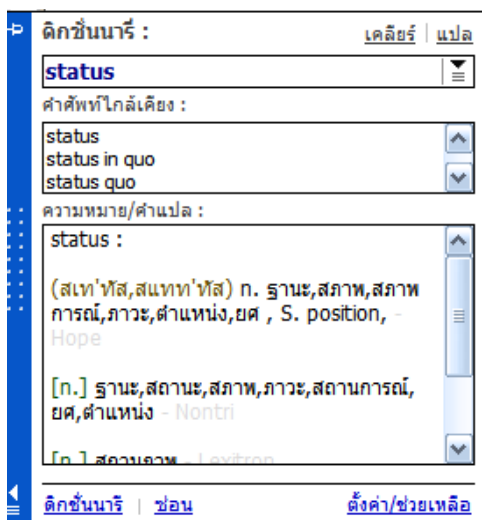 ดิกชั่นนารี : เคลียร์ | แปล
status
คำศัพท์ใกล้เคียง :
status
status in quo
status quo
ความหมาย/คำแปล :
status :
(สเท'ทัส,สแทท'ทัส) n. ฐานะ,สภาพ,สภาพ
การณ์,ภาวะ,ตำแหน่ง,ยศ , S. position, -
Hope
[n.] ฐานะ,สถานะ,สภาพ,ภาวะ,สถานการณ์,
ยศ,ตำแหน่ง - Nontri
[n.] สถานภาพ - Lexitron
ดิกชั่นนารี | ซ่อน ตั้งค่า/ช่วยเหลือ